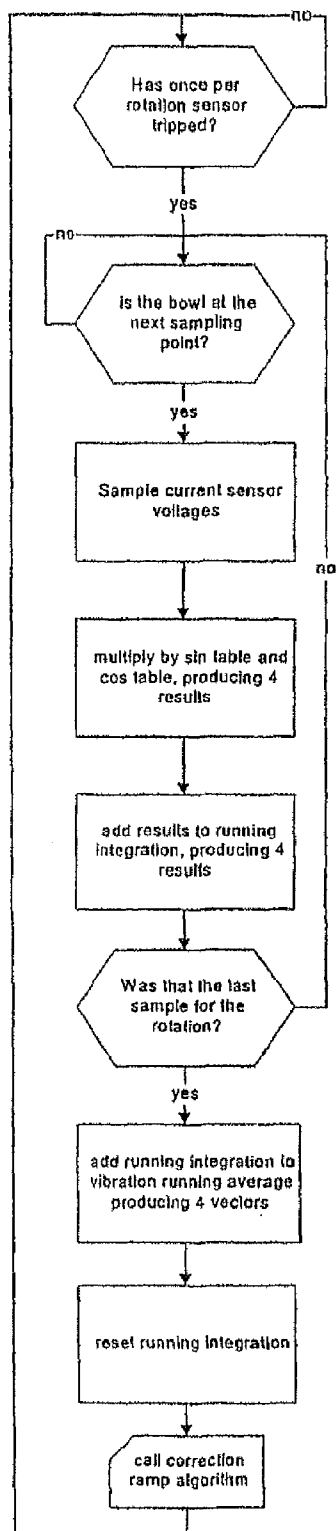 no
Has once per
rotation sensor
tripped?
yes
no
is the bowl at the
next sampling
point?
yes
Sample current sensor
voltages
no
multiply by sin table and
cos table, producing 4
results
add results to running
integration, producing 4
results
Was that the last
sample for the
rotation?
yes
add running integration to
vibration running average
producing 4 vectors
reset running integration
call correction
ramp algorithm